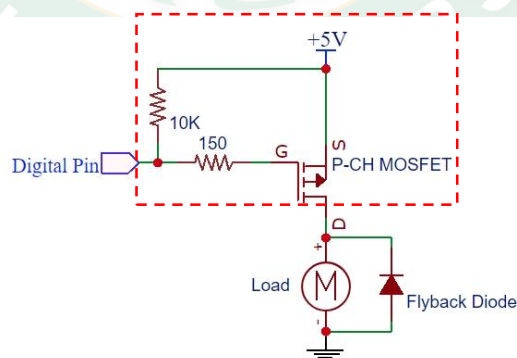 +5V
10K
150
G
S
P-CH MOSFET
Digital Pin
D
+
Load
M
Flyback Diode
-